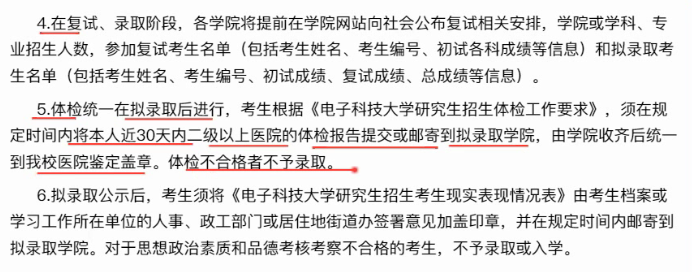 4.在复试、录取阶段，各学院将提前在学院网站向社会公布复试相关安排，学院或学科、专
业招生人数，参加复试考生名单（包括考生姓名、考生编号、初试各科成绩等信息）和拟录取考
生名单（包括考生姓名、考生编号、初试成绩、复试成绩、总成绩等信息）。
5.体检统一在拟录取后进行，考生根据《电子科技大学研究生招生体检工作要求》，须在规
定时间内将本人近30天内二级以上医院的体检报告提交或邮寄到拟录取学院，由学院收齐后统一
到我校医院鉴定盖章。体检不合格者不予录取。
6.拟录取公示后，考生须将《电子科技大学研究生招生考生现实表现情况表》由考生档案或
学习工作所在单位的人事、政工部门或居住地街道办签署意见加盖印章，并在规定时间内邮寄到
拟录取学院。对于思想政治素质和品德考核考察不合格的考生，不予录取或入学。